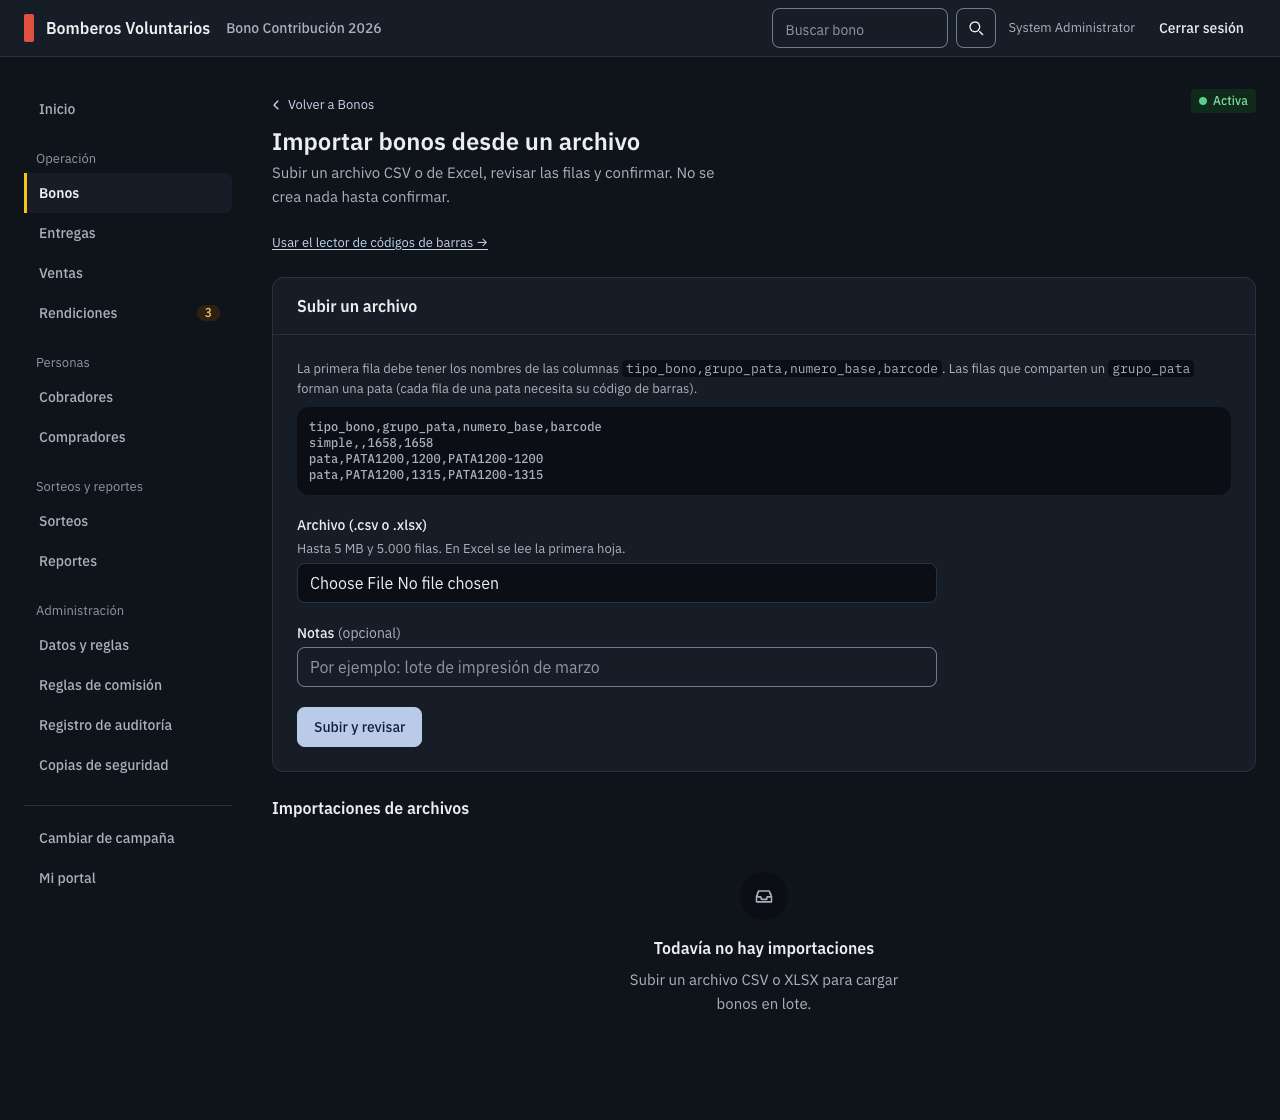 Bomberos Voluntarios
Bono Contribución 2026
Buscar bono
System Administrator
Cerrar sesión
Inicio
Operación
Bonos
Entregas
Ventas
Rendiciones 3
Personas
Cobradores
Compradores
Sorteos y reportes
Sorteos
Reportes
Administración
Datos y reglas
Reglas de comisión
Registro de auditoría
Copias de seguridad
Cambiar de campaña
Mi portal
Volver a Bonos
Activa
Importar bonos desde un archivo
Subir un archivo CSV o de Excel, revisar las filas y confirmar. No se
crea nada hasta confirmar.
Usar el lector de códigos de barras →
Subir un archivo
La primera fila debe tener los nombres de las columnas tipo_bono,grupo_pata,numero_base,barcode. Las filas que comparten un grupo_pata
forman una pata (cada fila de una pata necesita su código de barras).
tipo_bono,grupo_pata,numero_base,barcode
simple,,1658,1658
pata,PATA1200,1200,PATA1200-1200
pata,PATA1200,1315,PATA1200-1315
Archivo (.csv o .xlsx)
Hasta 5 MB y 5.000 filas. En Excel se lee la primera hoja.
Choose File No file chosen
Notas (opcional)
Por ejemplo: lote de impresión de marzo
Subir y revisar
Importaciones de archivos
Todavía no hay importaciones
Subir un archivo CSV o XLSX para cargar
bonos en lote.